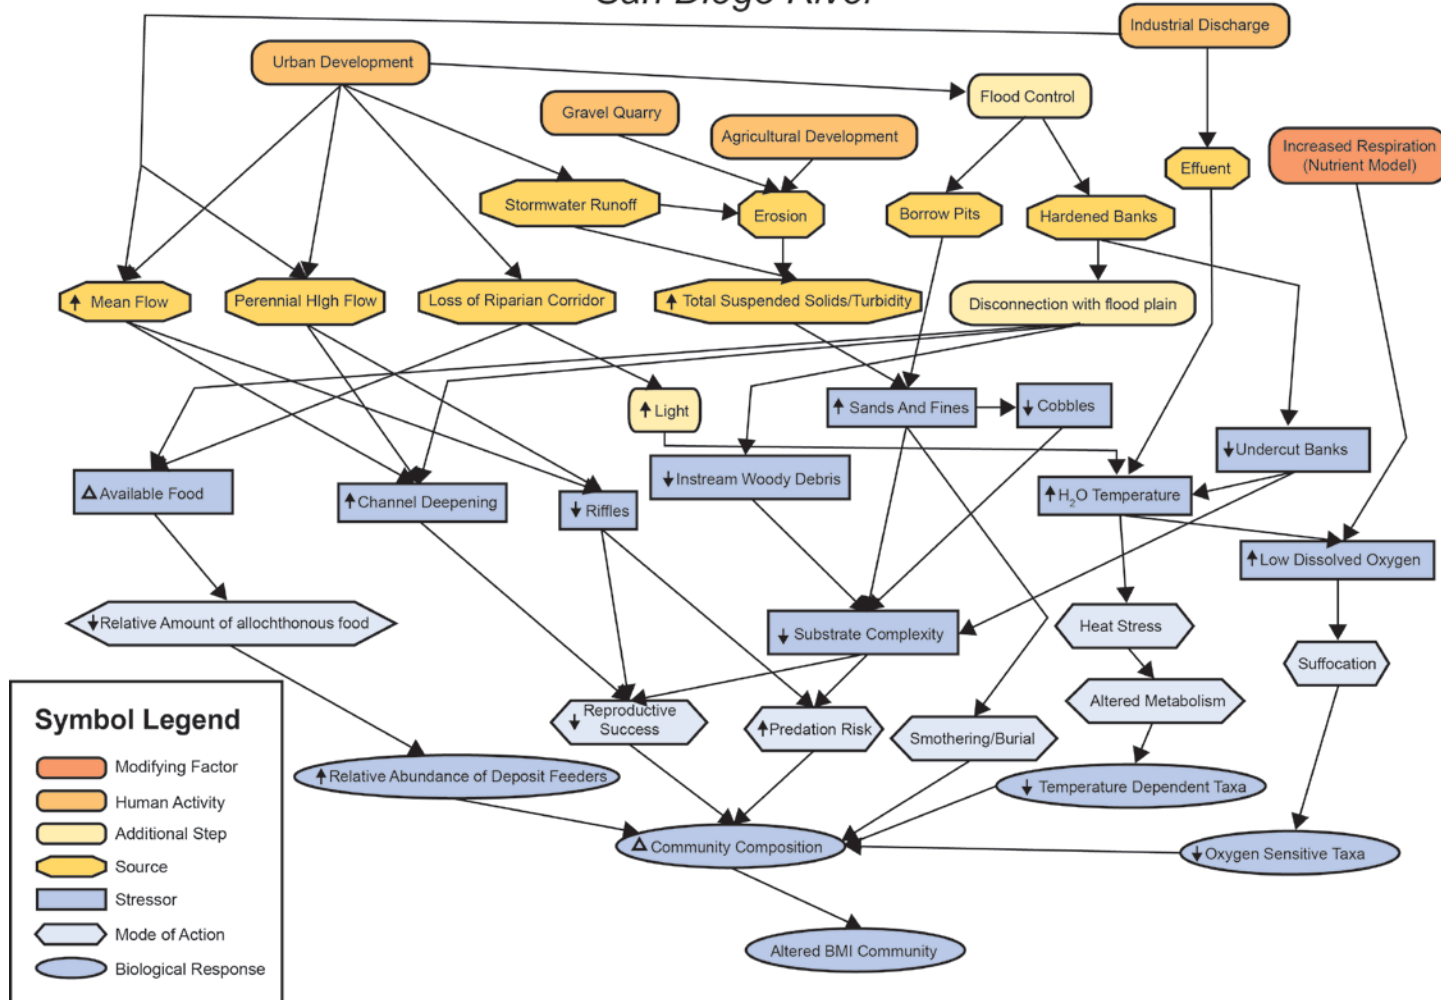 San Diego River
Industrial Discharge
Urban Development
Flood Control
Gravel Quarry
Agricultural Development
Increased Respiration
(Nutrient Model)
Effuent
Stormwater Runoff
Erosion
Borrow Pits
Hardened Banks
↑ Mean Flow
Perennial HIgh Flow
Loss of Riparian Corridor
↑ Total Suspended Solids/Turbidity
Disconnection with flood plain
↑ Light
↑ Sands And Fines
↓ Cobbles
↓ Undercut Banks
Δ Available Food
↑ Channel Deepening
↓ Riffles
↓ Instream Woody Debris
↑ H₂O Temperature
↑ Low Dissolved Oxygen
↓ Relative Amount of allochthonous food
↓ Substrate Complexity
Heat Stress
Suffocation
↓ Reproductive
Success
↑ Predation Risk
Smothering/Burial
Altered Metabolism
↑ Relative Abundance of Deposit Feeders
↓ Temperature Dependent Taxa
Δ Community Composition
↓ Oxygen Sensitive Taxa
Altered BMI Community
Symbol Legend
Modifying Factor
Human Activity
Additional Step
Source
Stressor
Mode of Action
Biological Response